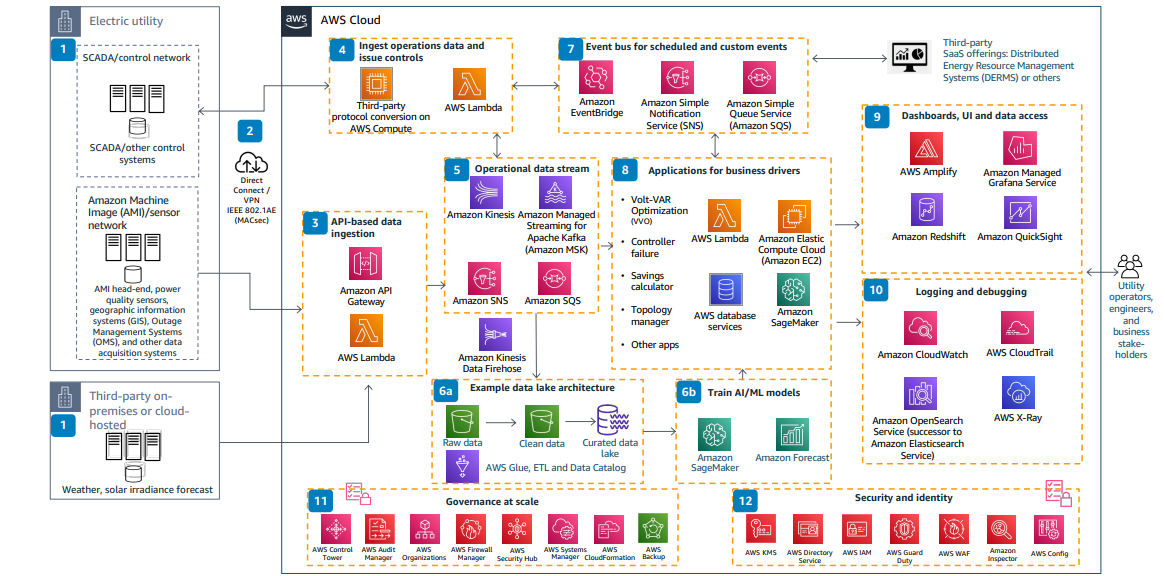 Electric utility
1
SCADA/control network
SCADA/other control
systems
Amazon Machine
Image (AMI)/sensor
network
AMI head-end, power
quality sensors,
geographic information
systems (GIS), Outage
Management Systems
(OMS), and other data
acquisition systems
Third-party on-
premises or cloud-
hosted
1
Weather, solar irradiance forecast
2
Direct
Connect /
VPN
IEEE 802.1AE
(MACsec)
aws
AWS Cloud
4
Ingest operations data and
issue controls
Third-party
protocol conversion on
AWS Compute
AWS Lambda
7
Event bus for scheduled and custom events
Amazon
EventBridge
Amazon Simple
Notification
Service (SNS)
Amazon Simple
Queue Service
(Amazon SQS)
Third-party
SaaS offerings: Distributed
Energy Resource Management
Systems (DERMS) or others
3
API-based data
ingestion
Amazon API
Gateway
AWS Lambda
5
Operational data stream
Amazon Kinesis
Amazon Managed
Streaming for
Apache Kafka
(Amazon MSK)
Amazon SNS
Amazon SQS
Amazon Kinesis
Data Firehose
8
Applications for business drivers
• Volt-VAR
Optimization
(VVO)
• Controller
failure
• Savings
calculator
• Topology
manager
• Other apps
AWS Lambda
Amazon Elastic
Compute Cloud
(Amazon EC2)
AWS database
services
Amazon
SageMaker
9
Dashboards, UI and data access
AWS Amplify
Amazon Managed
Grafana Service
Amazon Redshift
Amazon QuickSight
10
Logging and debugging
Amazon CloudWatch
AWS CloudTrail
Amazon OpenSearch
Service (successor to
Amazon Elasticsearch
Service)
AWS X-Ray
Utility
operators,
engineers,
and
business
stake-
holders
6a
Example data lake architecture
Raw data
Clean data
Curated data
lake
AWS Glue, ETL and Data Catalog
6b
Train AI/ML models
Amazon
SageMaker
Amazon Forecast
11
Governance at scale
AWS Control
Tower
AWS Audit
Manager
AWS
Organizations
AWS Firewall
Manager
AWS
Security Hub
AWS Systems
Manager
AWS
CloudFormation
AWS
Backup
12
Security and identity
AWS KMS
AWS Directory
Service
AWS IAM
AWS Guard
Duty
AWS WAF
Amazon
Inspector
AWS Config